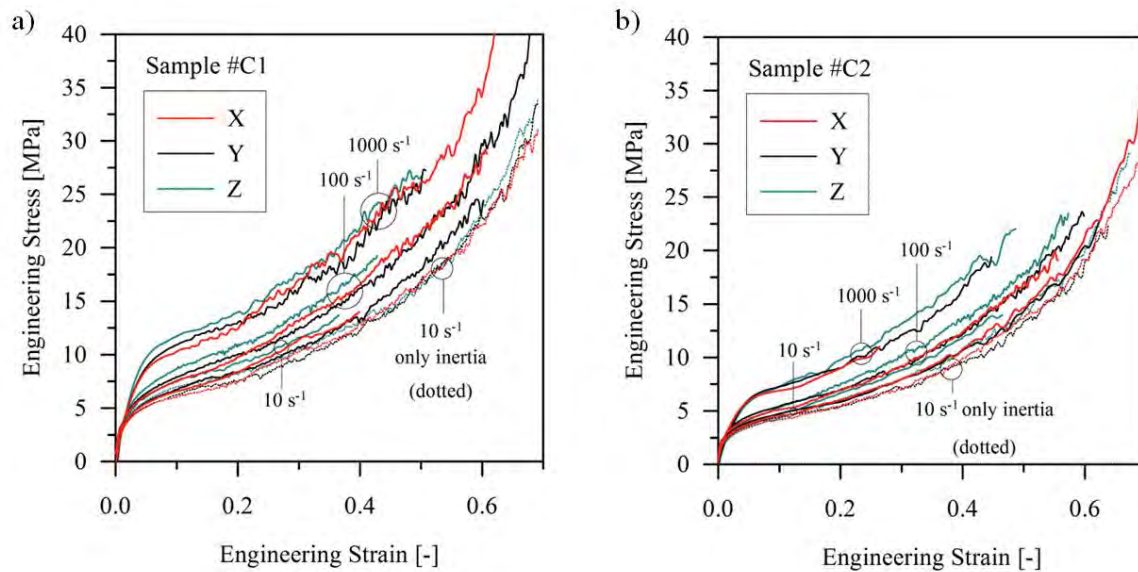 a)
40
35
30
25
20
15
10
5
0
Engineering Stress [MPa]
Sample #C1
X
Y
Z
1000 s⁻¹
100 s⁻¹
10 s⁻¹
10 s⁻¹
only inertia
(dotted)
0.0 0.2 0.4 0.6
Engineering Strain [-]
b)
40
35
30
25
20
15
10
5
0
Engineering Stress [MPa]
Sample #C2
X
Y
Z
100 s⁻¹
1000 s⁻¹
10 s⁻¹
10 s⁻¹ only inertia
(dotted)
0.0 0.2 0.4 0.6
Engineering Strain [-]